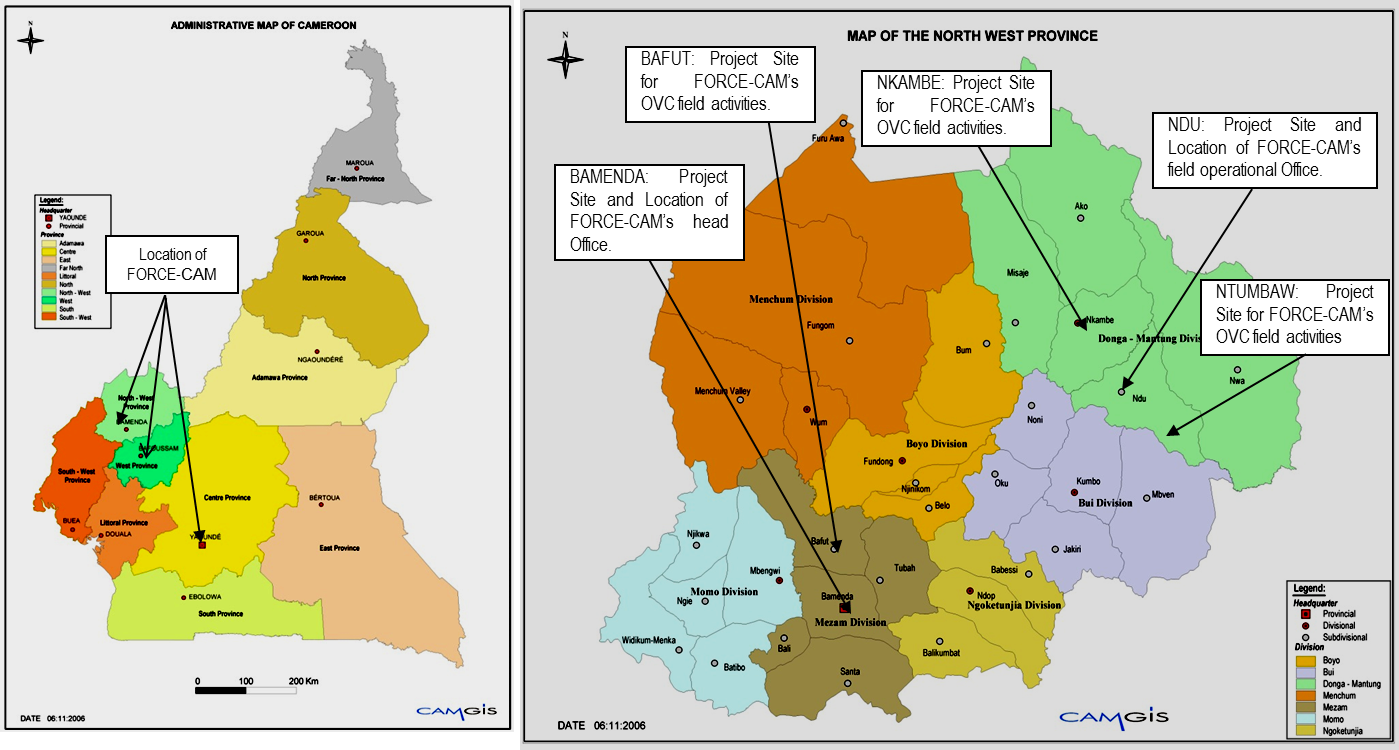 ADMINISTRATIVE MAP OF CAMEROON
N
MAROUA
Far - North Province
Legend:
Headquarter
YAOUNDE
Provincial
Province
Adamawa
Centre
East
Far North
Littoral
North
North - West
West
South
South - West
Location of
FORCE-CAM
GAROUA
North Province
NGAOUNDÉRÉ
Adamawa Province
North - West
Province
BAMENDA
BAFOUSSAM
West Province
South - West
Province
Centre Province
BÉRTOUA
BUEA
Littoral Province
DOUALA
YAOUNDÉ
East Province
EBOLOWA
South Province
0 100 200 Km
DATE 06:11:2006
CAMGIS
MAP OF THE NORTH WEST PROVINCE
N
BAFUT: Project Site
for FORCE-CAM's
OVC field activities.
NKAMBE: Project Site
for FORCE-CAM's
OVC field activities.
NDU: Project Site and
Location of FORCE-CAM's
field operational Office.
BAMENDA: Project
Site and Location of
FORCE-CAM's head
Office.
NTUMBAW: Project
Site for FORCE-CAM's
OVC field activities
Furu Awa
Ako
Misaje
Menchum Division
Fungom
Nkambe
Donga - Mantung Divis
Bum
Nwa
Menchum Valley
Wum
Ndu
Noni
Boyo Division
Fundong
Njinikom
Belo
Oku
Kumbo
Bui Division
Mbven
Njikwa
Bafut
Jakiri
Mbengwi
Tubah
Babessi
Momo Division
Ngie
Bamenda
Ndop
Ngoketunjia Division
Mezam Division
Widikum-Menka
Bali
Balikumbat
Batibo
Santa
Legend:
Headquarter
Provincial
Divisional
Subdivisional
Division
Boyo
Bui
Donga - Mantung
Menchum
Mezam
Momo
Ngoketunjia
DATE 06:11:2006
CAMGIS